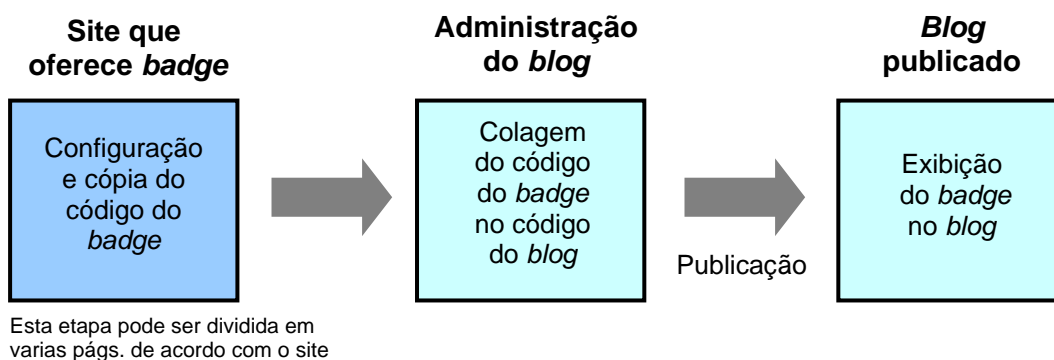 Site que
oferece badge
Administração
do blog
Blog
publicado
Configuração
e cópia do
código do
badge
Colagem
do código
do badge
no código
do blog
Publicação
Exibição
do badge
no blog
Esta etapa pode ser dividida em
varias págs. de acordo com o site